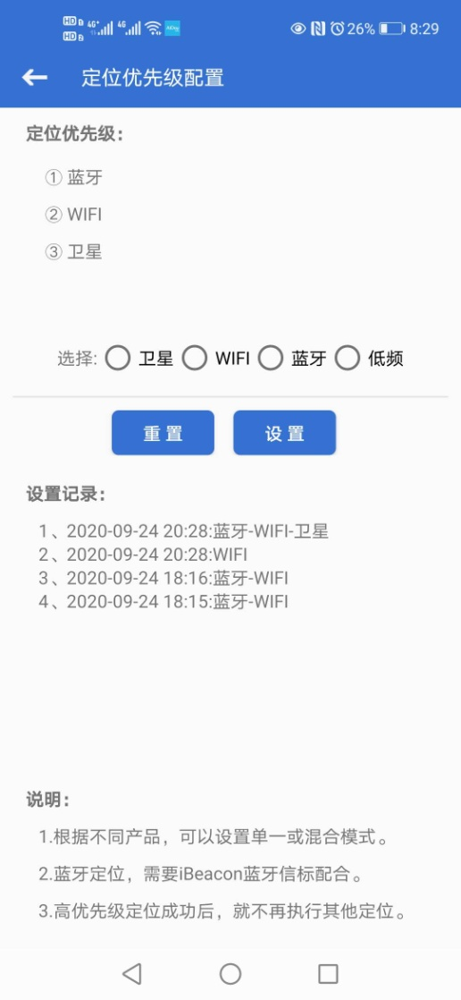 26% 8:29
定位优先级配置
定位优先级：
① 蓝牙
② WIFI
③ 卫星
选择: 卫星 WIFI 蓝牙 低频
重 置 设 置
设置记录：
1、2020-09-24 20:28:蓝牙-WIFI-卫星
2、2020-09-24 20:28:WIFI
3、2020-09-24 18:16:蓝牙-WIFI
4、2020-09-24 18:15:蓝牙-WIFI
说明：
1.根据不同产品，可以设置单一或混合模式。
2.蓝牙定位，需要iBeacon蓝牙信标配合。
3.高优先级定位成功后，就不再执行其他定位。